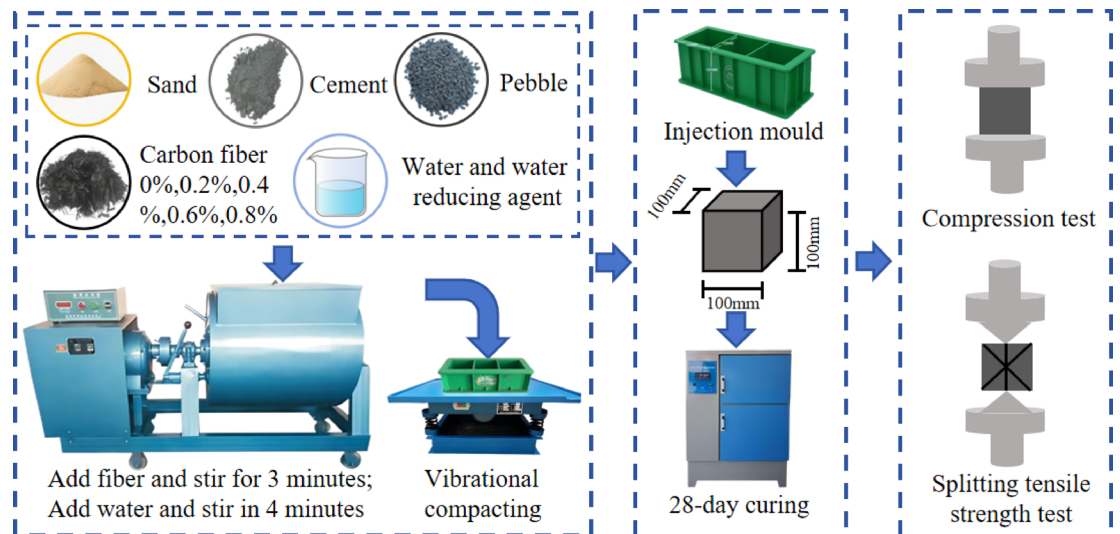 Sand
Cement
Pebble
Carbon fiber
0%,0.2%,0.4
%,0.6%,0.8%
Water and water
reducing agent
Add fiber and stir for 3 minutes;
Add water and stir in 4 minutes
Vibrational
compacting
Injection mould
100mm
100mm
100mm
28-day curing
Compression test
Splitting tensile
strength test